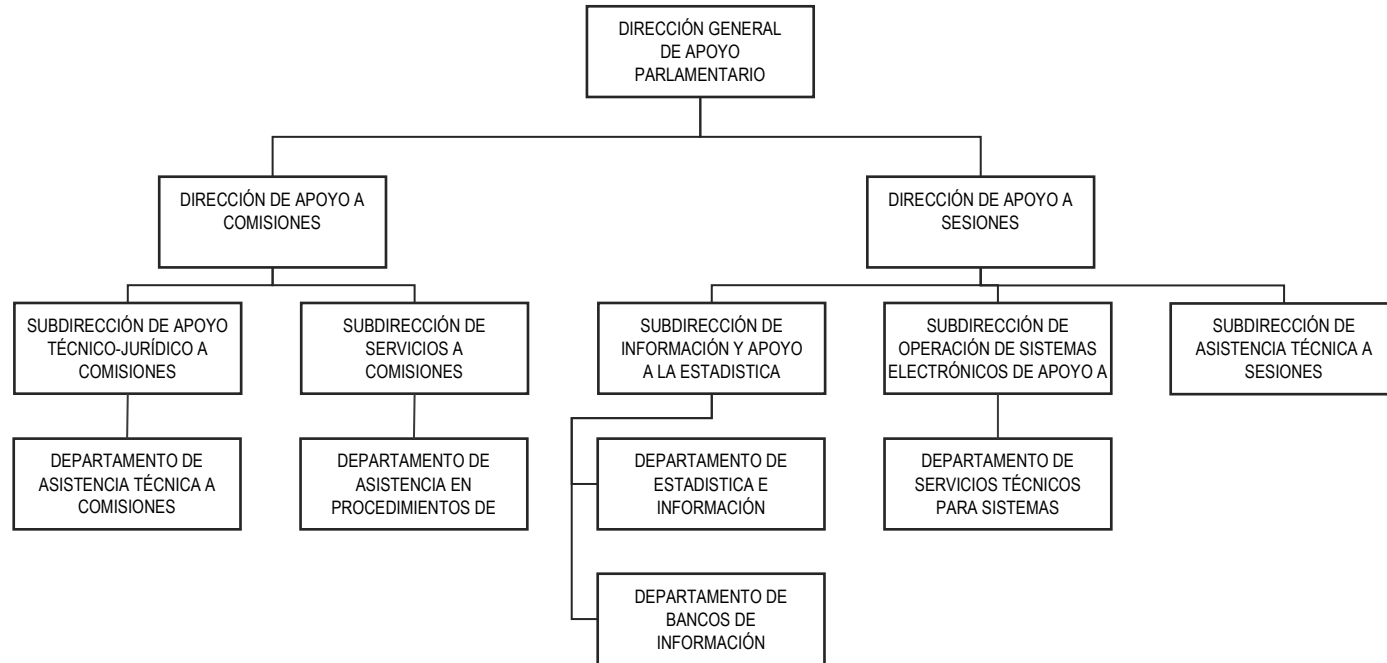 DIRECCIÓN GENERAL
DE APOYO
PARLAMENTARIO
DIRECCIÓN DE APOYO A
COMISIONES
DIRECCIÓN DE APOYO A
SESIONES
SUBDIRECCIÓN DE APOYO
TÉCNICO-JURÍDICO A
COMISIONES
SUBDIRECCIÓN DE
SERVICIOS A
COMISIONES
SUBDIRECCIÓN DE
INFORMACIÓN Y APOYO
A LA ESTADISTICA
SUBDIRECCIÓN DE
OPERACIÓN DE SISTEMAS
ELECTRÓNICOS DE APOYO A
SUBDIRECCIÓN DE
ASISTENCIA TÉCNICA A
SESIONES
DEPARTAMENTO DE
ASISTENCIA TÉCNICA A
COMISIONES
DEPARTAMENTO DE
ASISTENCIA EN
PROCEDIMIENTOS DE
DEPARTAMENTO DE
ESTADISTICA E
INFORMACIÓN
DEPARTAMENTO DE
SERVICIOS TÉCNICOS
PARA SISTEMAS
DEPARTAMENTO DE
BANCOS DE
INFORMACIÓN